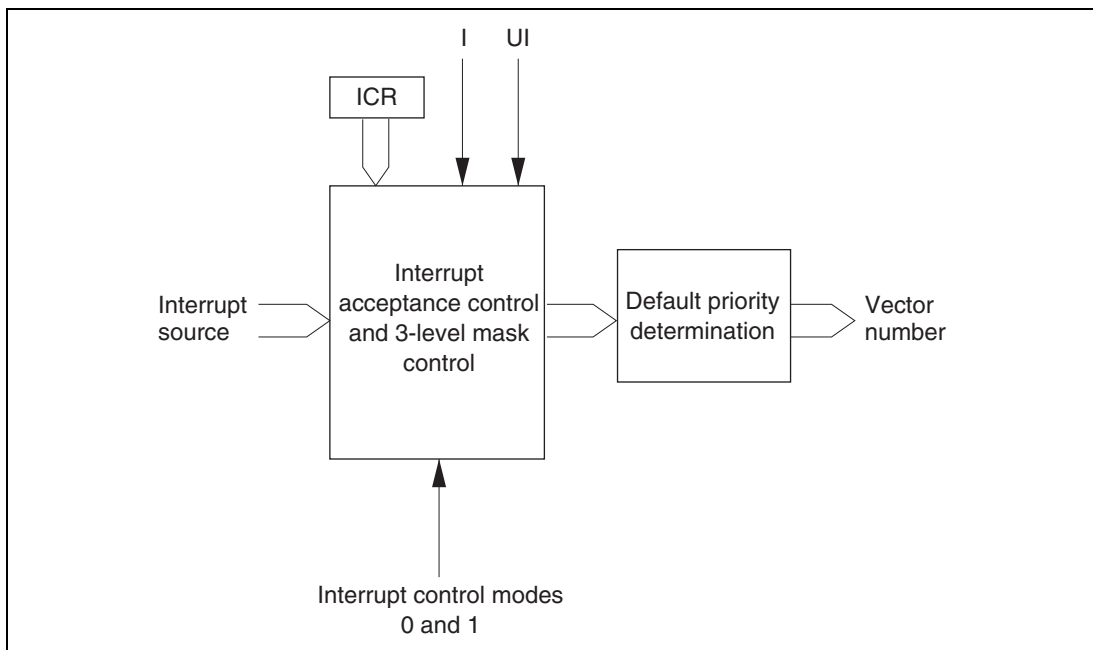 I UI
ICR
Interrupt
acceptance control
and 3-level mask
control
Interrupt
source
Default priority
determination
Vector
number
Interrupt control modes
0 and 1